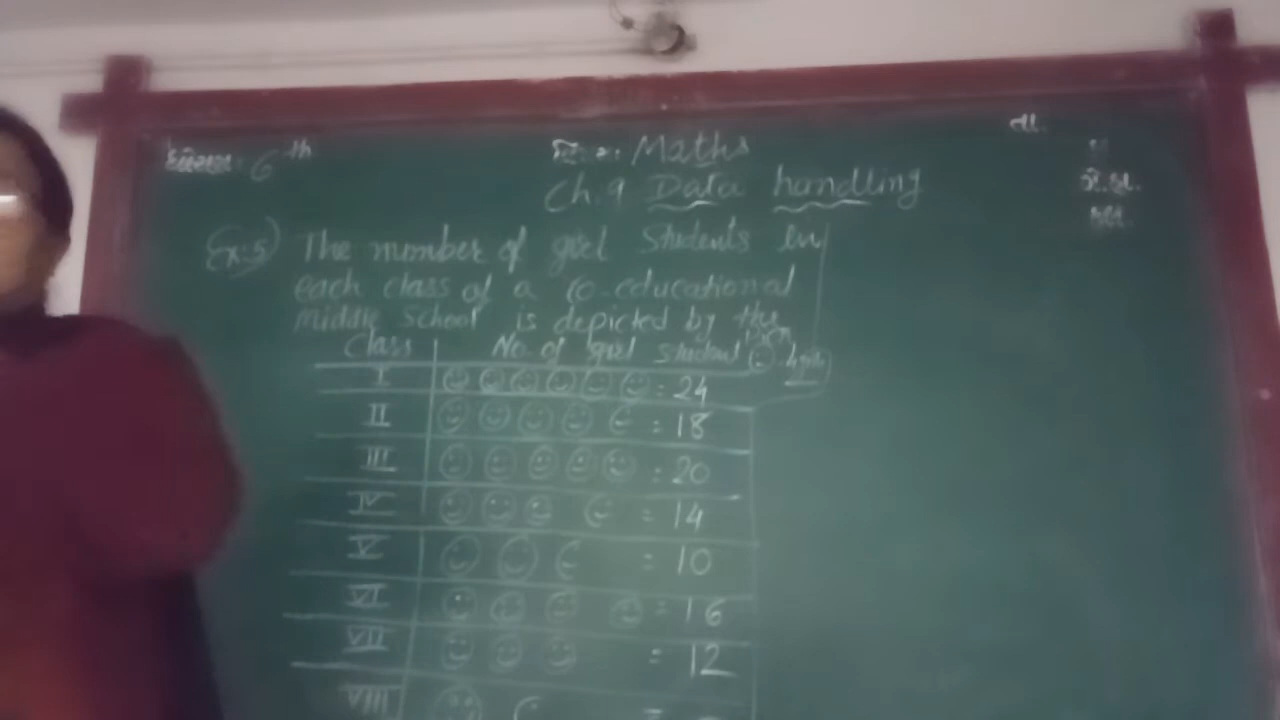 6th
Maths
Ch.9 Data handling
Ex:5) The number of girl Students in
each class of a co-educational
Middle School is depicted by the
Class No. of girl student
I = 24
II = 18
III = 20
IV = 14
V = 10
VI = 16
VII = 12
VIII =